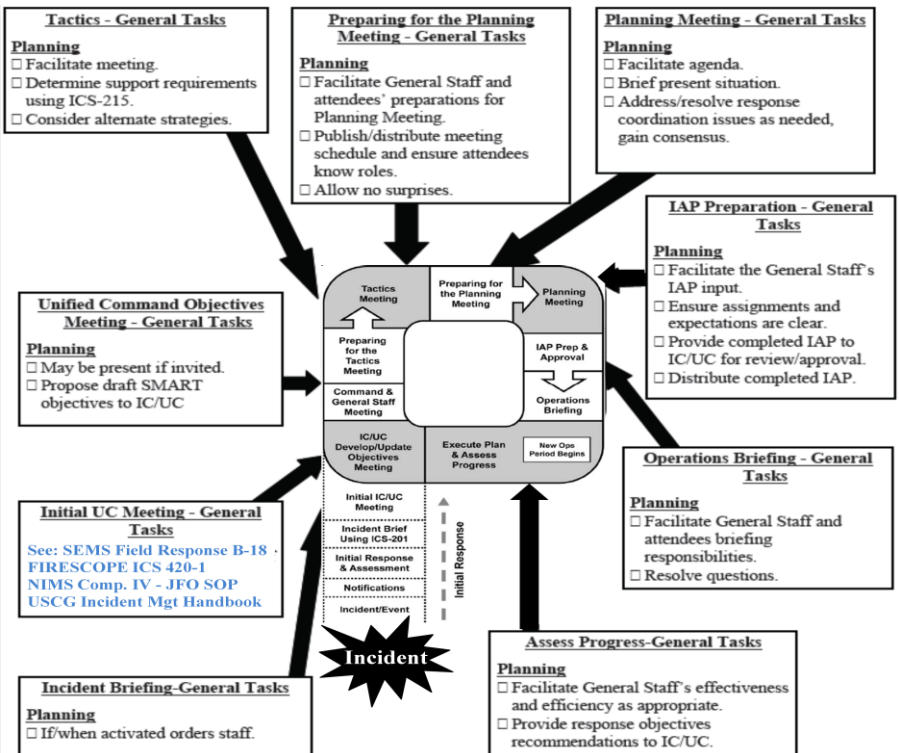 Tactics - General Tasks
Planning
☐ Facilitate meeting.
☐ Determine support requirements
using ICS-215.
☐ Consider alternate strategies.
Preparing for the Planning
Meeting - General Tasks
Planning
☐ Facilitate General Staff and
attendees' preparations for
Planning Meeting.
☐ Publish/distribute meeting
schedule and ensure attendees
know roles.
☐ Allow no surprises.
Planning Meeting - General Tasks
Planning
☐ Facilitate agenda.
☐ Brief present situation.
☐ Address/resolve response
coordination issues as needed,
gain consensus.
IAP Preparation - General
Tasks
Planning
☐ Facilitate the General Staff's
IAP input.
☐ Ensure assignments and
expectations are clear.
☐ Provide completed IAP to
IC/UC for review/approval.
☐ Distribute completed IAP.
Unified Command Objectives
Meeting - General Tasks
Planning
☐ May be present if invited.
☐ Propose draft SMART
objectives to IC/UC
Tactics
Meeting
Preparing for
the Planning
Meeting
Planning
Meeting
Preparing
for the
Tactics
Meeting
IAP Prep &
Approval
Command &
General Staff
Meeting
Operations
Briefing
IC/UC
Develop/Update
Objectives
Meeting
Execute Plan
& Assess
Progress
New Ops
Period Begins
Operations Briefing - General
Tasks
Planning
☐ Facilitate General Staff and
attendees briefing
responsibilities.
☐ Resolve questions.
Initial UC Meeting - General
Tasks
See: SEMS Field Response B-18
FIRESCOPE ICS 420-1
NIMS Comp. IV - JFO SOP
USCG Incident Mgt Handbook
Initial IC/UC
Meeting
Incident Brief
Using ICS-201
Initial Response
& Assessment
Notifications
Incident/Event
Initial Response
Incident
Incident Briefing-General Tasks
Planning
☐ If/when activated orders staff.
Assess Progress-General Tasks
Planning
☐ Facilitate General Staff's effectiveness
and efficiency as appropriate.
☐ Provide response objectives
recommendations to IC/UC.